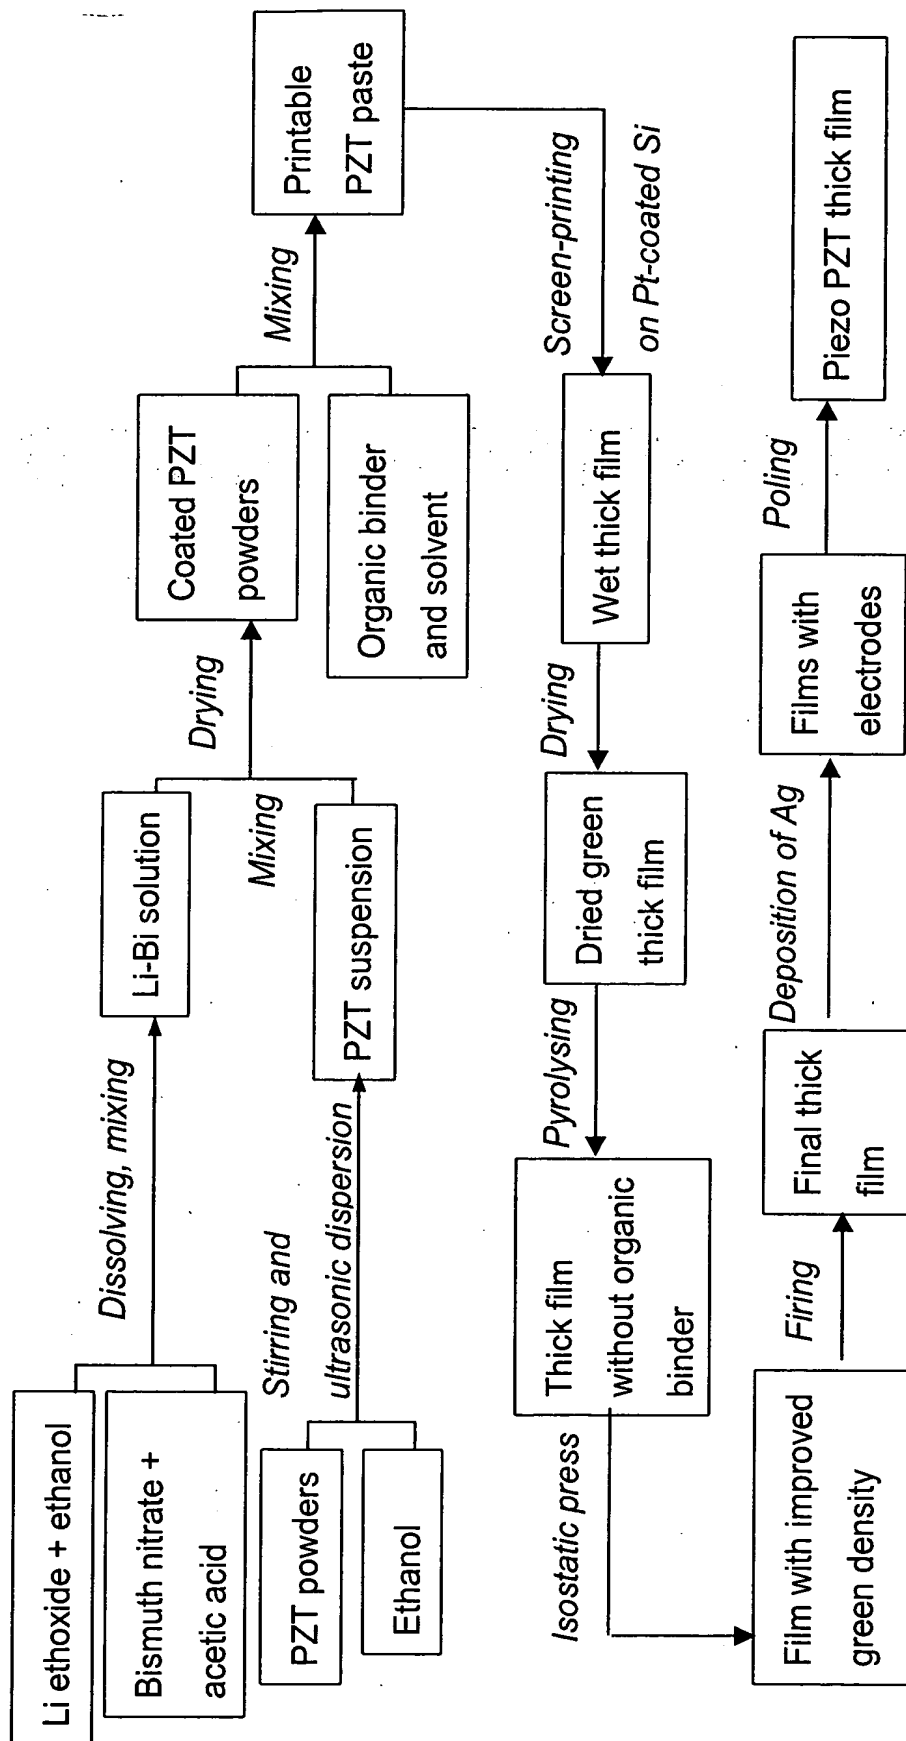 Li ethoxide + ethanol
Bismuth nitrate +
acetic acid
Dissolving, mixing
Li-Bi solution
PZT powders
Ethanol
Stirring and
ultrasonic dispersion
PZT suspension
Mixing
Drying
Coated PZT
powders
Organic binder
and solvent
Mixing
Printable
PZT paste
Screen-printing
on Pt-coated Si
Wet thick film
Drying
Dried green
thick film
Pyrolysing
Thick film
without organic
binder
Isostatic press
Film with improved
green density
Firing
Final thick
film
Deposition of Ag
Films with
electrodes
Poling
Piezo PZT thick film